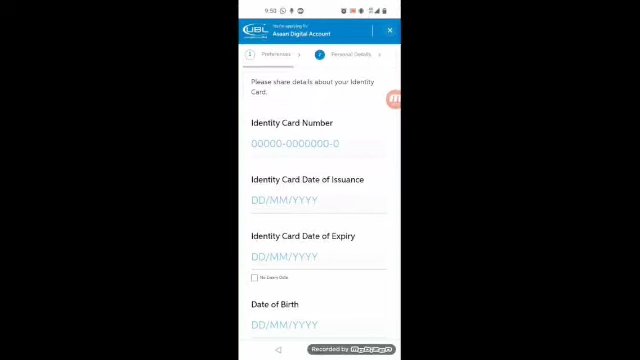 9:50
UBL
You're applying for
Asaan Digital Account
1 Preferences
2 Personal Details
Please share details about your Identity
Card.
Identity Card Number
00000-0000000-0
Identity Card Date of Issuance
DD/MM/YYYY
Identity Card Date of Expiry
DD/MM/YYYY
No Expiry Date
Date of Birth
DD/MM/YYYY
Recorded by